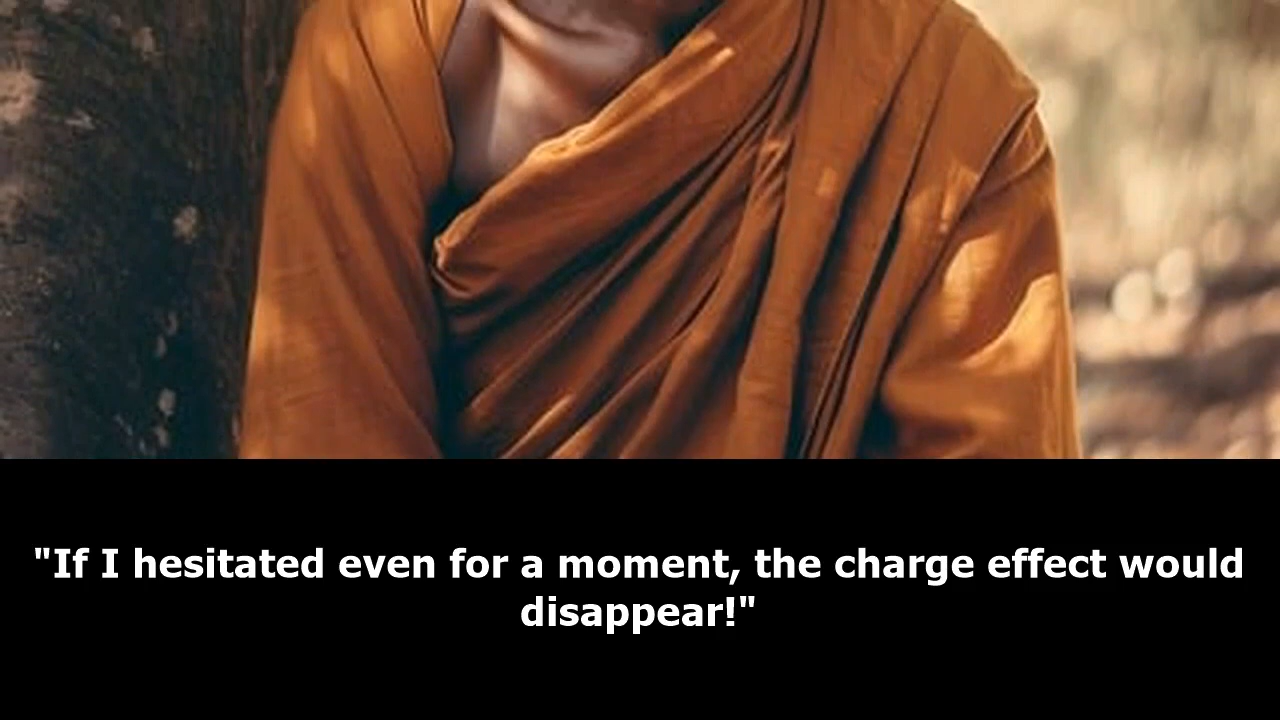 "If I hesitated even for a moment, the charge effect would
disappear!"